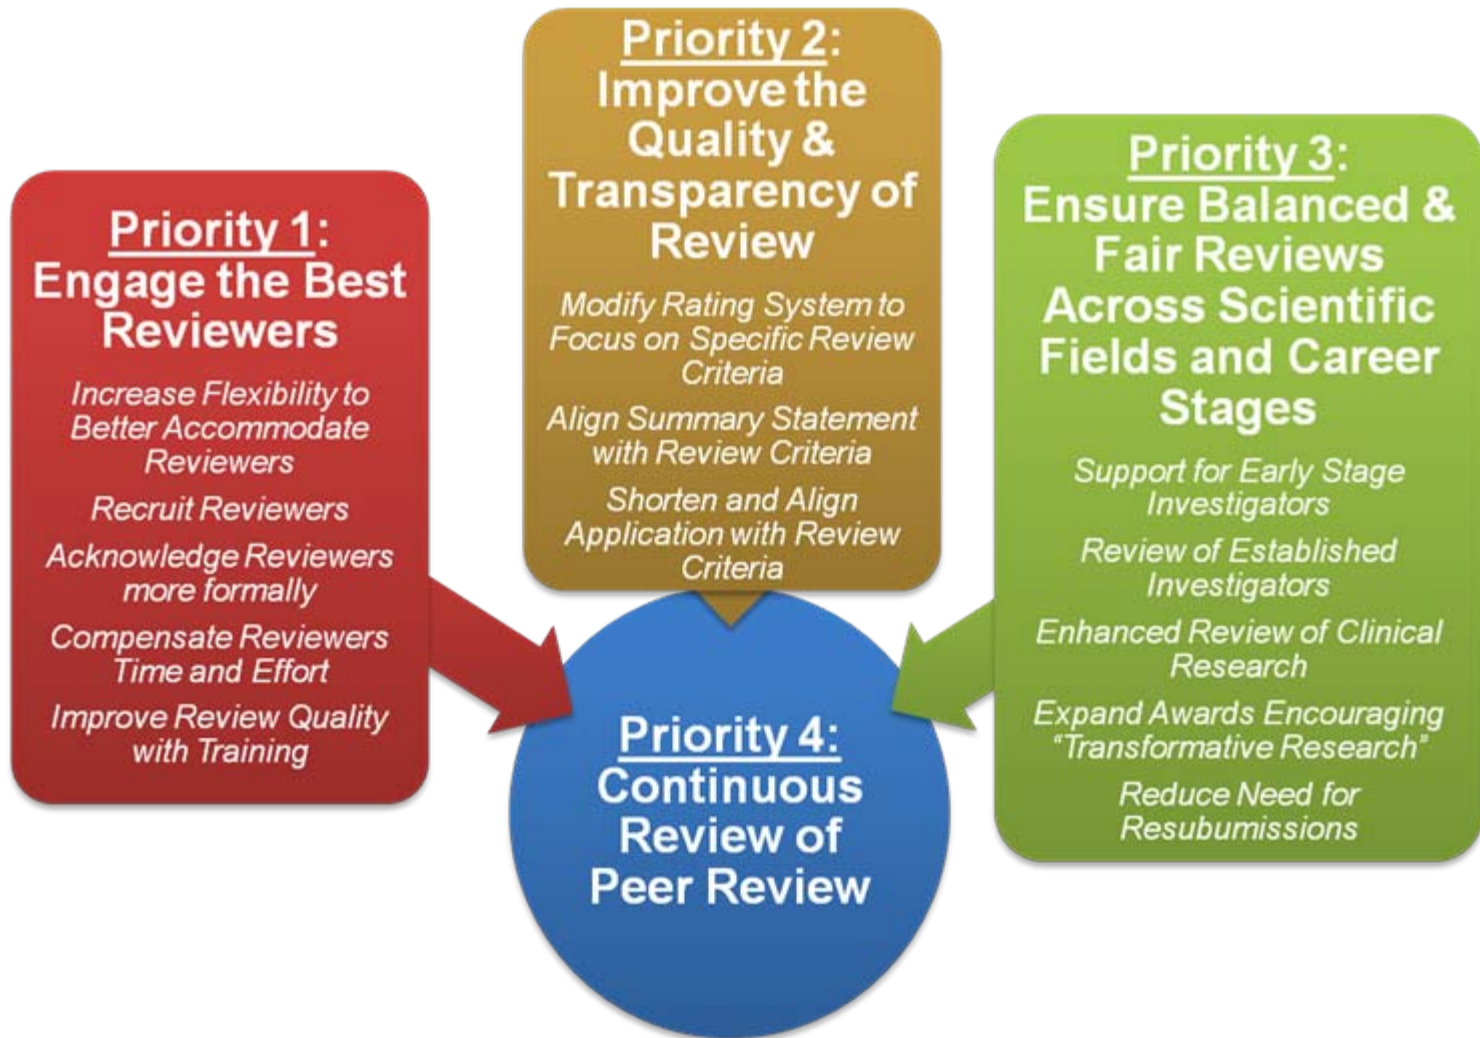 Priority 1:
Engage the Best
Reviewers
Increase Flexibility to
Better Accommodate
Reviewers
Recruit Reviewers
Acknowledge Reviewers
more formally
Compensate Reviewers
Time and Effort
Improve Review Quality
with Training
Priority 2:
Improve the
Quality &
Transparency of
Review
Modify Rating System to
Focus on Specific Review
Criteria
Align Summary Statement
with Review Criteria
Shorten and Align
Application with Review
Criteria
Priority 3:
Ensure Balanced &
Fair Reviews
Across Scientific
Fields and Career
Stages
Support for Early Stage
Investigators
Review of Established
Investigators
Enhanced Review of Clinical
Research
Expand Awards Encouraging
“Transformative Research”
Reduce Need for
Resubumissions
Priority 4:
Continuous
Review of
Peer Review